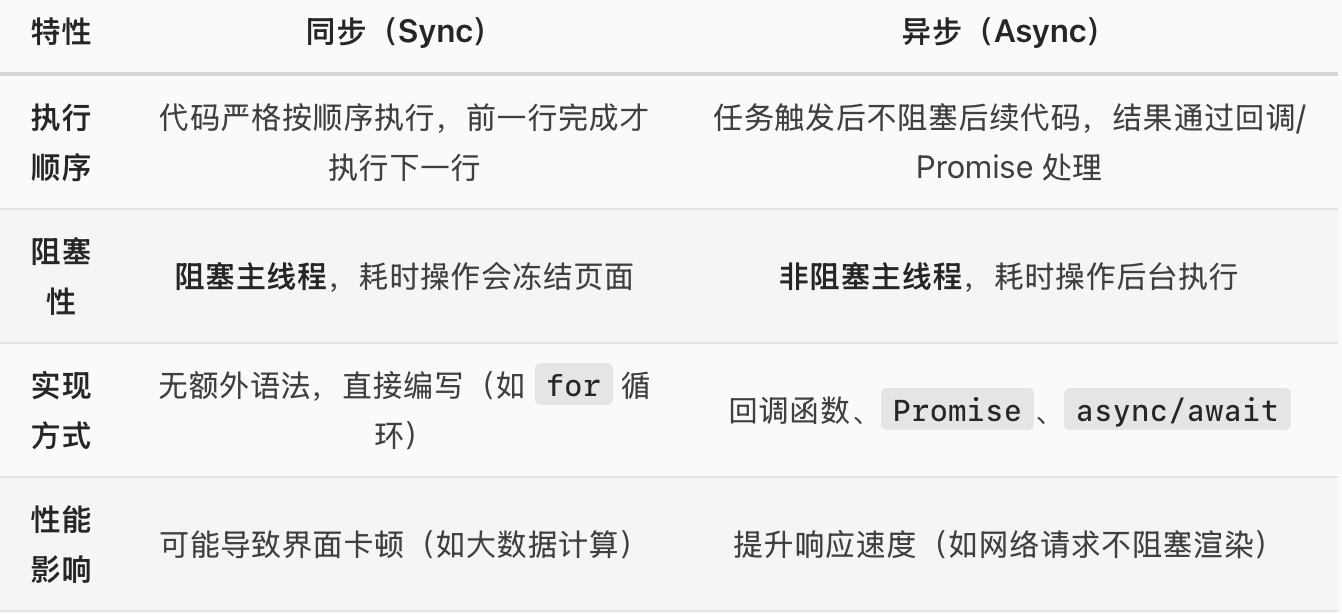 特性 同步（Sync） 异步（Async）
执行顺序 代码严格按顺序执行，前一行完成才执行下一行 任务触发后不阻塞后续代码，结果通过回调/Promise 处理
阻塞性 阻塞主线程，耗时操作会冻结页面 非阻塞主线程，耗时操作后台执行
实现方式 无额外语法，直接编写（如 for 循环） 回调函数、Promise、async/await
性能影响 可能导致界面卡顿（如大数据计算） 提升响应速度（如网络请求不阻塞渲染）